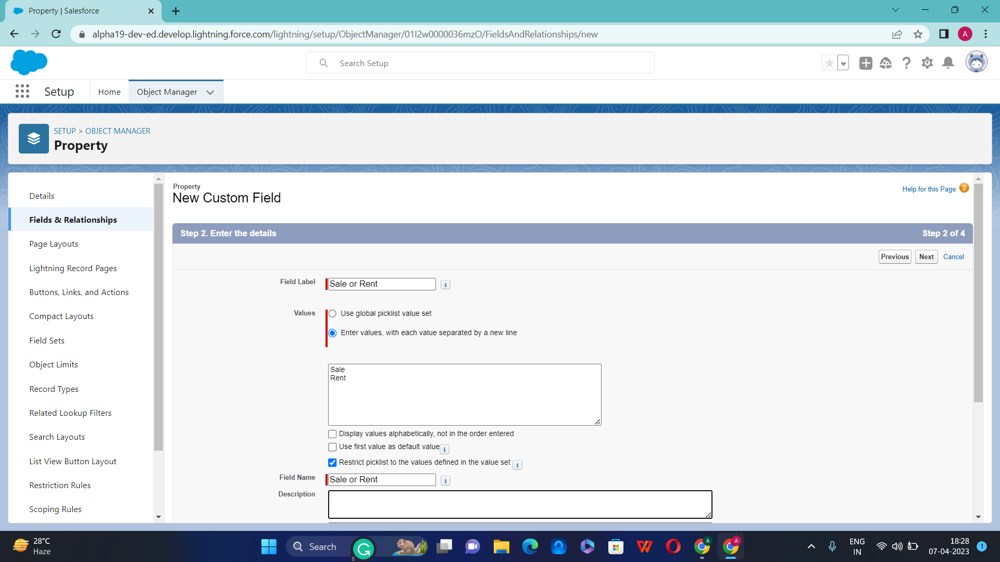 Property | Salesforce
alpha19-dev-ed.develop.lightning.force.com/lightning/setup/ObjectManager/01I2w0000036mzO/FieldsAndRelationships/new
A
Search Setup
Setup
Home
Object Manager
SETUP > OBJECT MANAGER
Property
Details
Fields & Relationships
Page Layouts
Lightning Record Pages
Buttons, Links, and Actions
Compact Layouts
Field Sets
Object Limits
Record Types
Related Lookup Filters
Search Layouts
List View Button Layout
Restriction Rules
Scoping Rules
Property
New Custom Field
Help for this Page ?
Step 2. Enter the details
Step 2 of 4
Previous Next Cancel
Field Label Sale or Rent i
Values Use global picklist value set
Enter values, with each value separated by a new line
Sale
Rent
Display values alphabetically, not in the order entered
Use first value as default value i
Restrict picklist to the values defined in the value set i
Field Name Sale or Rent i
Description
28°C
Haze
Search
G
A
A
ENG
IN
18:28
07-04-2023
1